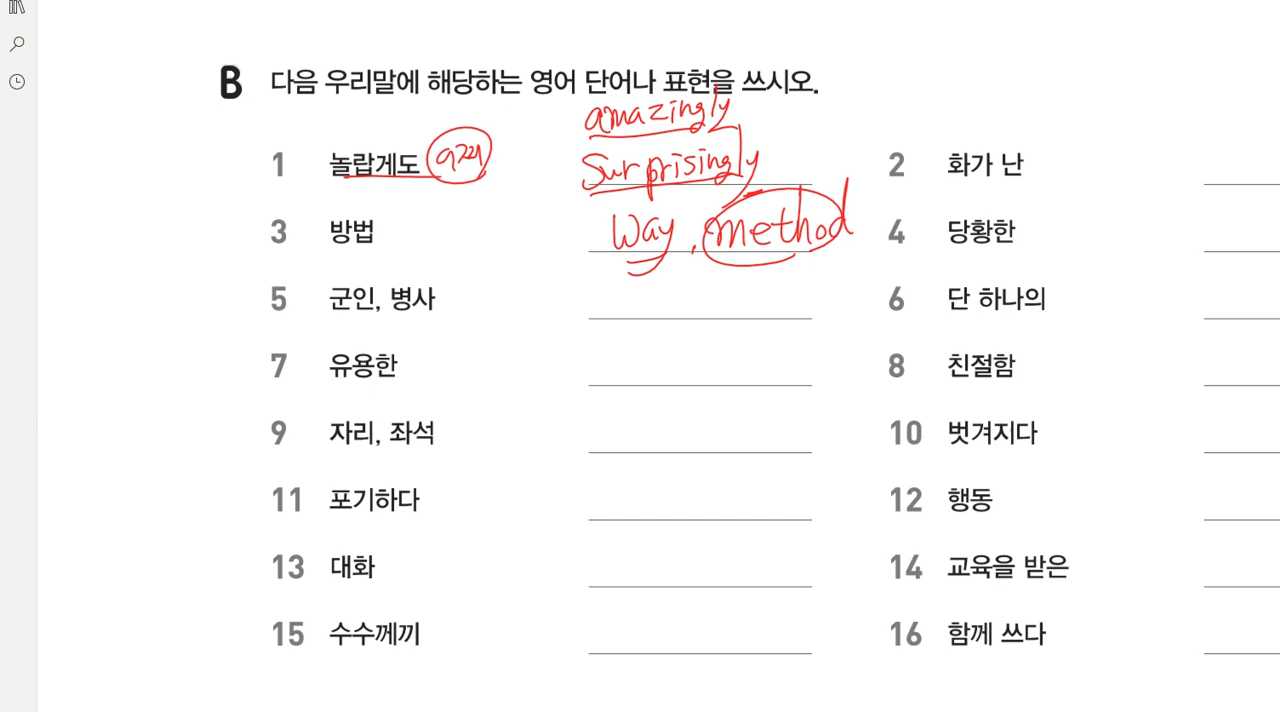 B 다음 우리말에 해당하는 영어 단어나 표현을 쓰시오.
amazingly
1 놀랍게도 surprisingly 2 화가 난
3 방법 way, method 4 당황한
5 군인, 병사 6 단 하나의
7 유용한 8 친절함
9 자리, 좌석 10 벗겨지다
11 포기하다 12 행동
13 대화 14 교육을 받은
15 수수께끼 16 함께 쓰다